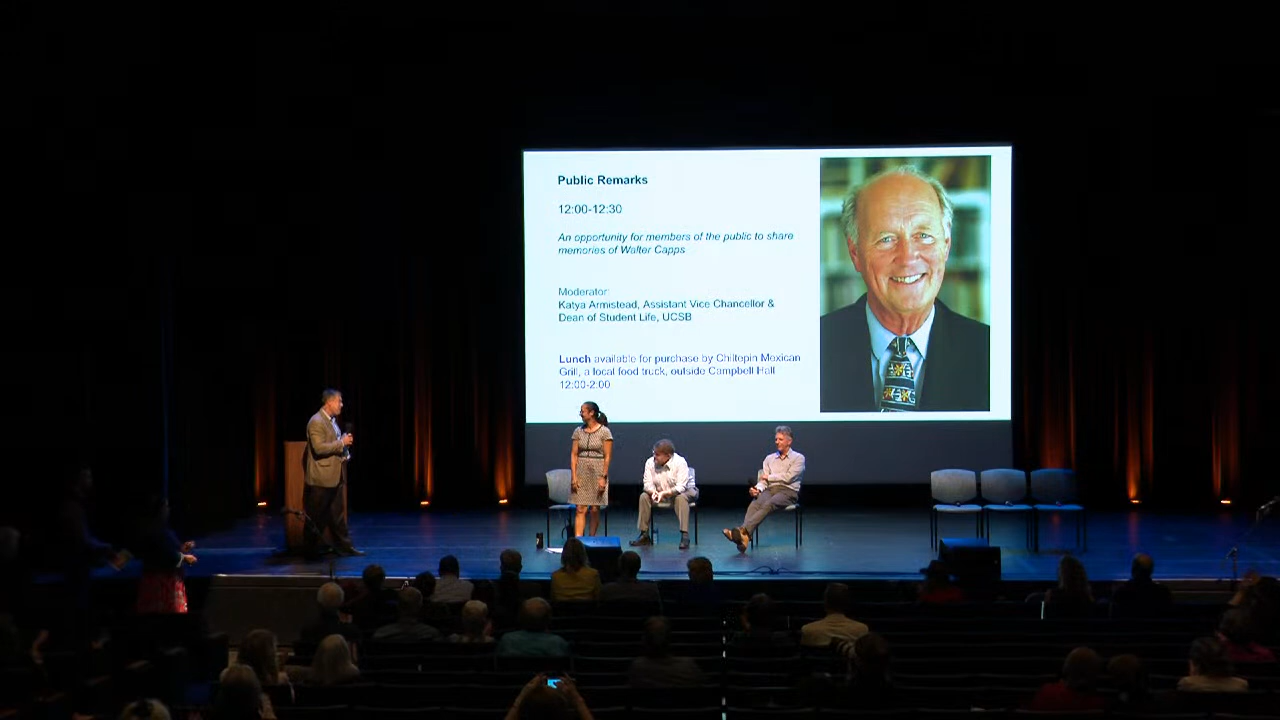 Public Remarks
12:00-12:30
An opportunity for members of the public to share
memories of Walter Capps
Moderator:
Katya Armistead, Assistant Vice Chancellor &
Dean of Student Life, UCSB
Lunch available for purchase by Chiltepin Mexican
Grill, a local food truck, outside Campbell Hall
12:00-2:00